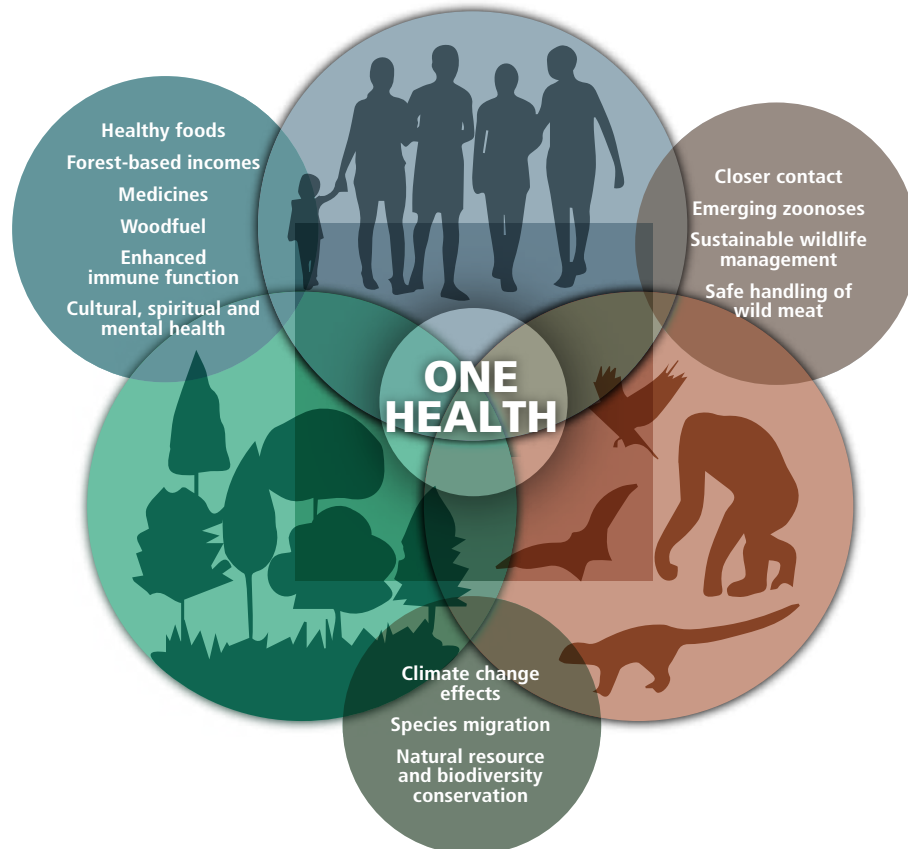 Healthy foods
Forest-based incomes
Medicines
Woodfuel
Enhanced
immune function
Cultural, spiritual and
mental health
Closer contact
Emerging zoonoses
Sustainable wildlife
management
Safe handling of
wild meat
ONE
HEALTH
Climate change
effects
Species migration
Natural resource
and biodiversity
conservation